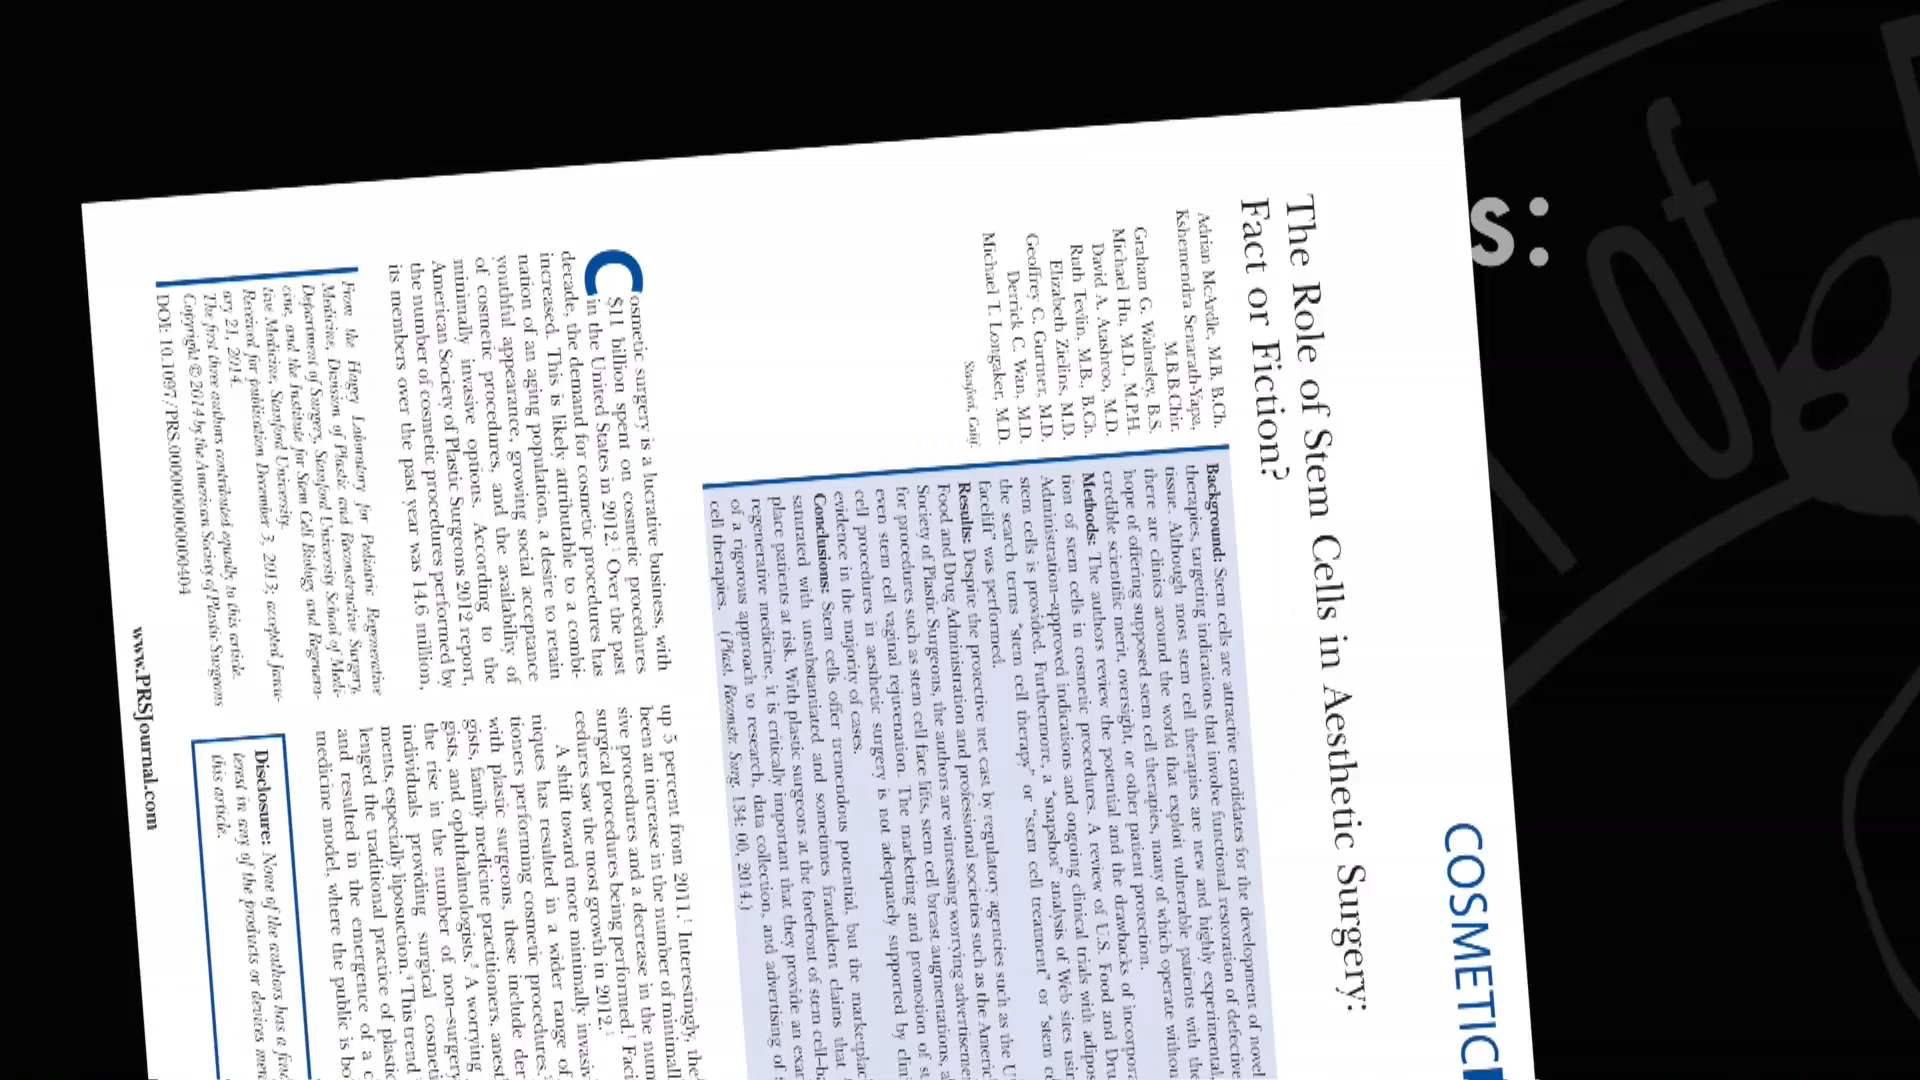 s:
of
COSMETIC
The Role of Stem Cells in Aesthetic Surgery:
Fact or Fiction?
Adrian McArdle, M.B. B.Ch.
Kshemendra Senarath-Yapa,
M.B.B.Chir.
Graham G. Walmsley, B.S.
Michael Hu, M.D., M.P.H.
David A. Atashroo, M.D.
Ruth Tevlin, M.B., B.Ch.
Elizabeth Zielins, M.D.
Geoffrey C. Gurtner, M.D.
Derrick C. Wan, M.D.
Michael T. Longaker, M.D.
Stanford, Calif.
Background: Stem cells are attractive candidates for the development of novel
therapies, targeting indications that involve functional restoration of defective
tissue. Although most stem cell therapies are new and highly experimental,
there are clinics around the world that exploit vulnerable patients with the
hope of offering supposed stem cell therapies, many of which operate without
credible scientific merit, oversight, or other patient protection.
Methods: The authors review the potential and the drawbacks of incorpora
tion of stem cells in cosmetic procedures. A review of U.S. Food and Dru
Administration–approved indications and ongoing clinical trials with adipos
stem cells is provided. Furthermore, a "snapshot" analysis of Web sites usin
the search terms "stem cell therapy" or "stem cell treatment" or "stem ce
facelift" was performed.
Results: Despite the protective net cast by regulatory agencies such as the U
Food and Drug Administration and professional societies such as the Americ
Society of Plastic Surgeons, the authors are witnessing worrying advertisemen
for procedures such as stem cell face lifts, stem cell breast augmentations, a
even stem cell vaginal rejuvenation. The marketing and promotion of st
cell procedures in aesthetic surgery is not adequately supported by clini
evidence in the majority of cases.
Conclusions: Stem cells offer tremendous potential, but the marketplac
saturated with unsubstantiated and sometimes fraudulent claims that
place patients at risk. With plastic surgeons at the forefront of stem cell-ba
regenerative medicine, it is critically important that they provide an exam
of a rigorous approach to research, data collection, and advertising of s
cell therapies. (Plast. Reconstr. Surg. 134: 00, 2014.)
Cosmetic surgery is a lucrative business, with
$11 billion spent on cosmetic procedures
in the United States in 2012.1 Over the past
decade, the demand for cosmetic procedures has
increased. This is likely attributable to a combi-
nation of an aging population, a desire to retain
youthful appearance, growing social acceptance
of cosmetic procedures, and the availability of
minimally invasive options. According to the
American Society of Plastic Surgeons 2012 report,
the number of cosmetic procedures performed by
its members over the past year was 14.6 million,
From the Hagey Laboratory for Pediatric Regenerative
Medicine, Division of Plastic and Reconstructive Surgery,
Department of Surgery, Stanford University School of Medi-
cine, and the Institute for Stem Cell Biology and Regenera-
tive Medicine, Stanford University.
Received for publication December 3, 2013; accepted Janu-
ary 21, 2014.
The first three authors contributed equally to this article.
Copyright © 2014 by the American Society of Plastic Surgeons
DOI: 10.1097/PRS.0000000000000404
up 5 percent from 2011.1 Interestingly, the
been an increase in the number of minimall
sive procedures and a decrease in the num
surgical procedures being performed.1 Faci
cedures saw the most growth in 2012.1
A shift toward more minimally invasiv
niques has resulted in a wider range of
tioners performing cosmetic procedures.
with plastic surgeons, these include der
gists, family medicine practitioners, anest
gists, and ophthalmologists.3 A worrying
the rise in the number of non–surgery
individuals providing surgical cosmeti
ments, especially liposuction.4 This trend
lenged the traditional practice of plastic
and resulted in the emergence of a c
medicine model, where the public is bo
Disclosure: None of the authors has a finan
terest in any of the products or devices men
this article.
www.PRSJournal.com